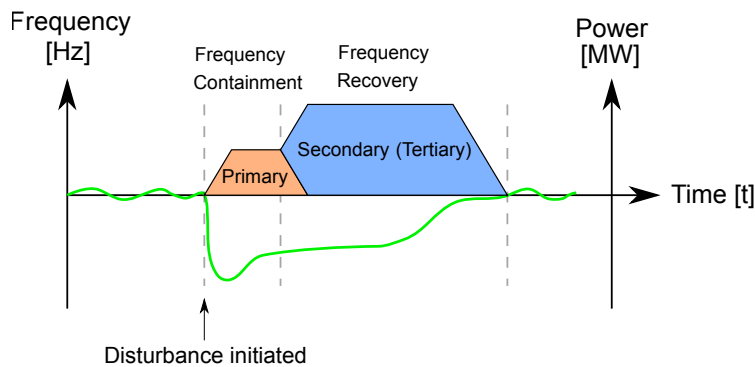 Frequency
[Hz]
Frequency
Containment
Frequency
Recovery
Power
[MW]
Primary
Secondary (Tertiary)
Time [t]
Disturbance initiated